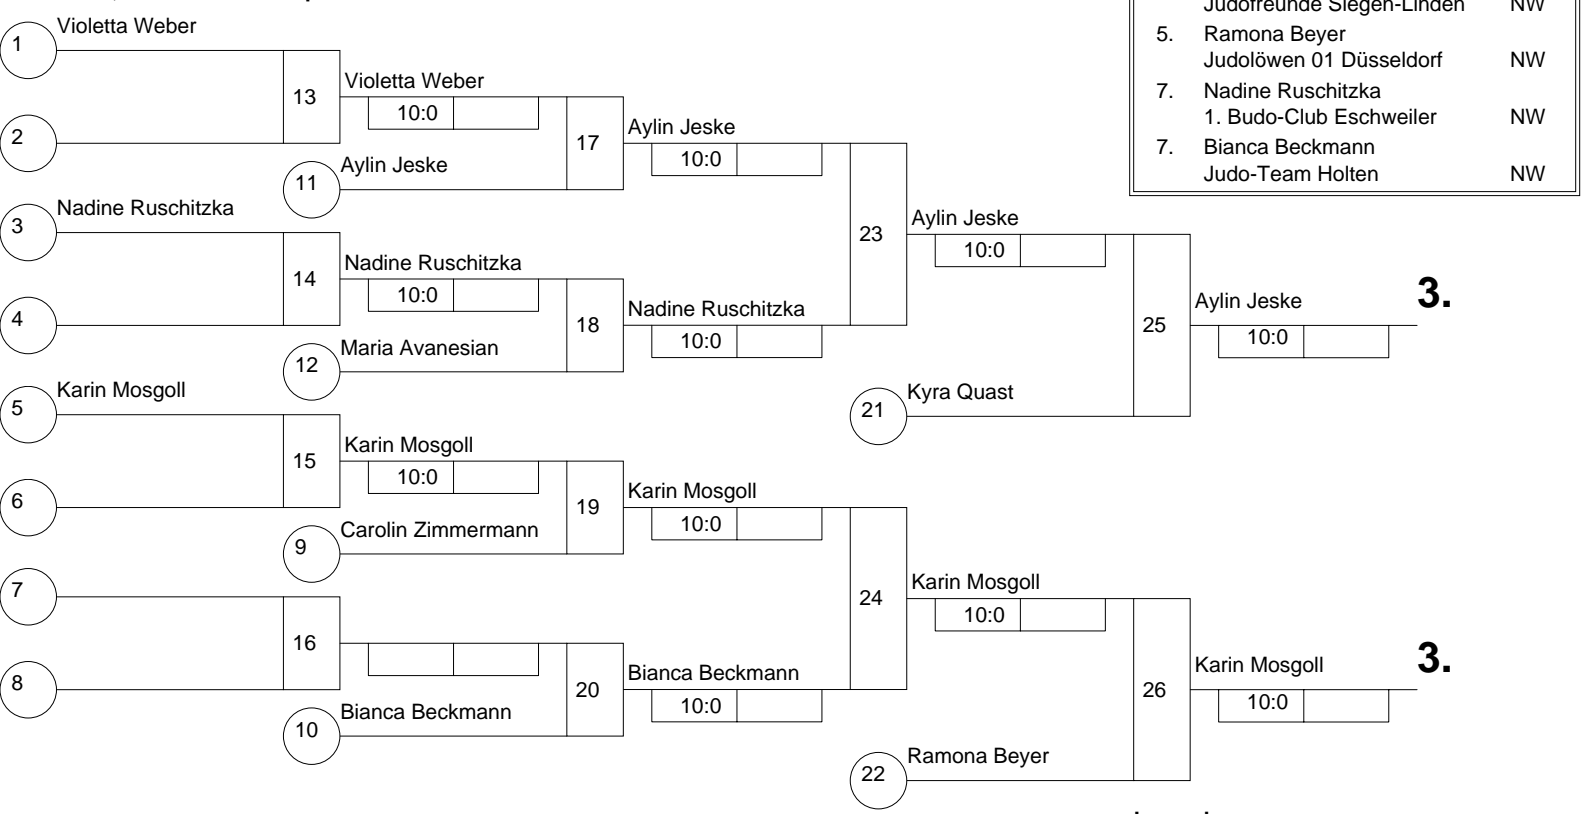 Judofreunde Siegen-Linden NW
5. Ramona Beyer
Judolöwen 01 Düsseldorf NW
7. Nadine Ruschitzka
1. Budo-Club Eschweiler NW
7. Bianca Beckmann
Judo-Team Holten NW
1 Violetta Weber
13 Violetta Weber
10:0
2
17 Aylin Jeske
10:0
11 Aylin Jeske
3 Nadine Ruschitzka
23 Aylin Jeske
10:0
14 Nadine Ruschitzka
10:0
4
18 Nadine Ruschitzka
10:0
25 Aylin Jeske 3.
10:0
12 Maria Avanesian
5 Karin Mosgoll
21 Kyra Quast
15 Karin Mosgoll
10:0
6
19 Karin Mosgoll
10:0
9 Carolin Zimmermann
7
24 Karin Mosgoll
10:0
16
8
20 Bianca Beckmann
10:0
26 Karin Mosgoll 3.
10:0
10 Bianca Beckmann
22 Ramona Beyer